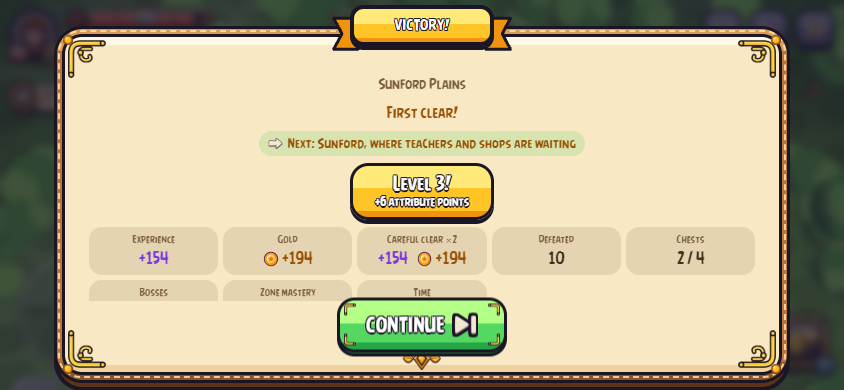 VICTORY!
Sunford Plains
First clear!
Next: Sunford, where teachers and shops are waiting
Level 3!
+6 attribute points
Experience
+154
Gold
+194
Careful clear ×2
+154 +194
Defeated
10
Chests
2 / 4
Bosses
Zone mastery
Time
CONTINUE